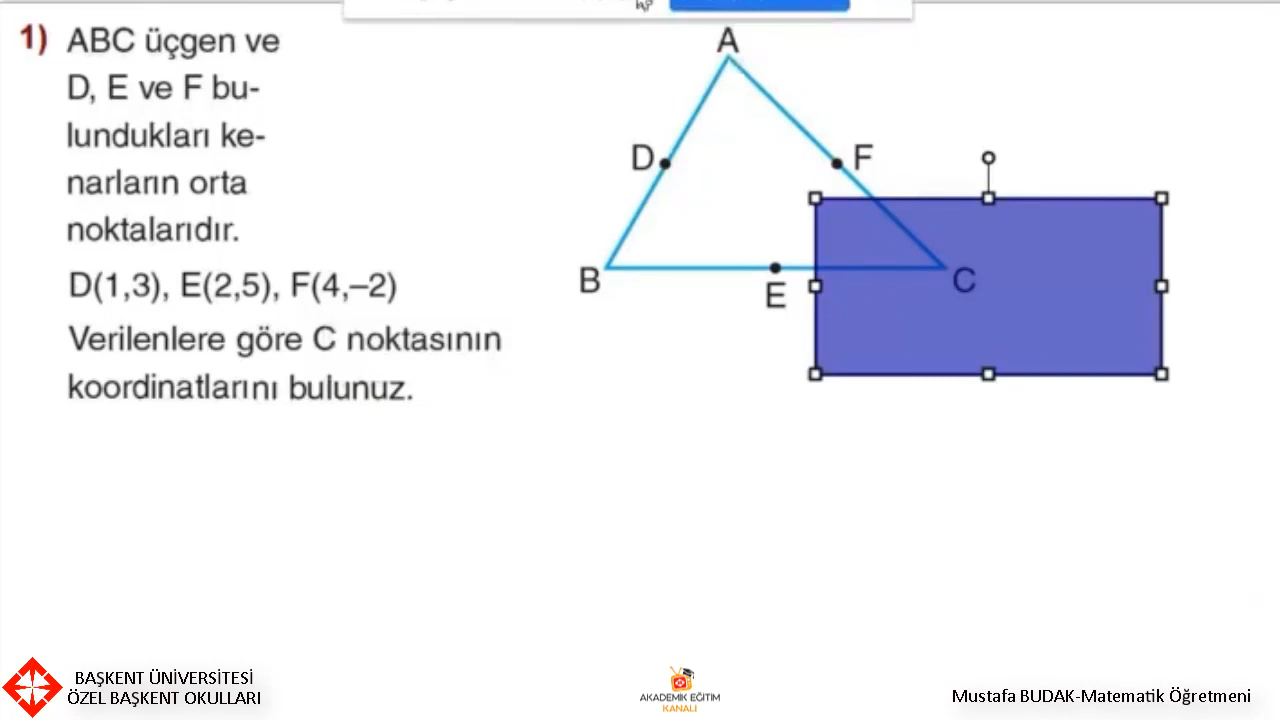 1) ABC üçgen ve
D, E ve F bu-
lundukları ke-
narların orta
noktalarıdır.
D(1,3), E(2,5), F(4,–2)
Verilenlere göre C noktasının
koordinatlarını bulunuz.
A
D
F
B
E
C
BAŞKENT ÜNİVERSİTESİ
ÖZEL BAŞKENT OKULLARI
AKADEMİK EĞİTİM
KANALI
Mustafa BUDAK-Matematik Öğretmeni